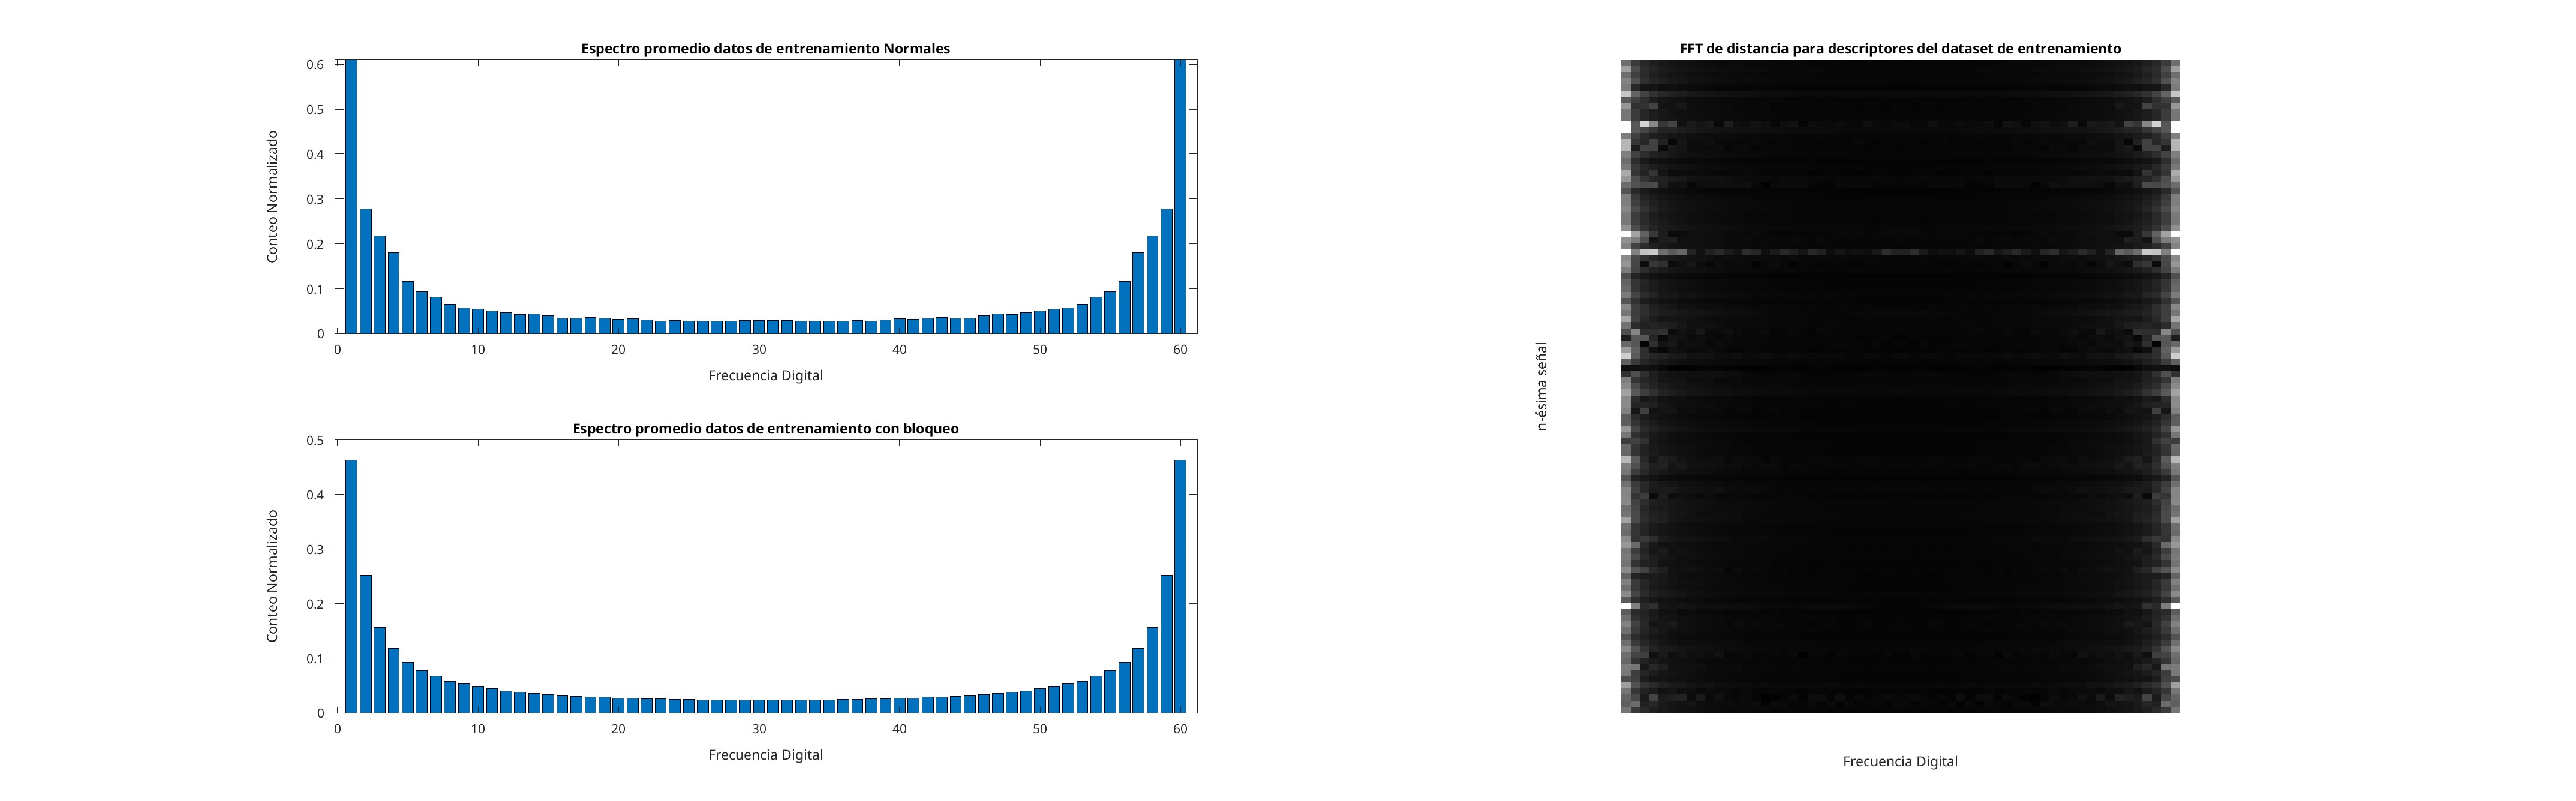 Espectro promedio datos de entrenamiento Normales
0.6
0.5
0.4
0.3
0.2
0.1
0
Conteo Normalizado
0 10 20 30 40 50 60
Frecuencia Digital
Espectro promedio datos de entrenamiento con bloqueo
0.5
0.4
0.3
0.2
0.1
0
Conteo Normalizado
0 10 20 30 40 50 60
Frecuencia Digital
FFT de distancia para descriptores del dataset de entrenamiento
n-ésima señal
Frecuencia Digital